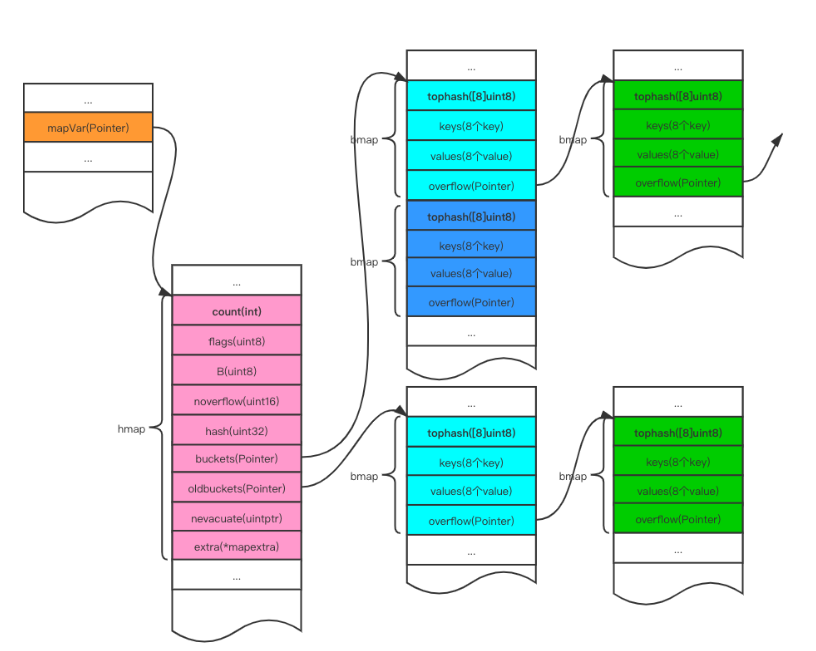 ...
mapVar(Pointer)
...
...
count(int)
flags(uint8)
B(uint8)
noverflow(uint16)
hash(uint32)
buckets(Pointer)
oldbuckets(Pointer)
nevacuate(uintptr)
extra(*mapextra)
...
hmap
...
tophash([8]uint8)
keys(8个key)
values(8个value)
overflow(Pointer)
bmap
tophash([8]uint8)
keys(8个key)
values(8个value)
overflow(Pointer)
bmap
...
...
tophash([8]uint8)
keys(8个key)
values(8个value)
overflow(Pointer)
bmap
...
...
tophash([8]uint8)
keys(8个key)
values(8个value)
overflow(Pointer)
bmap
...
...
tophash([8]uint8)
keys(8个key)
values(8个value)
overflow(Pointer)
bmap
...